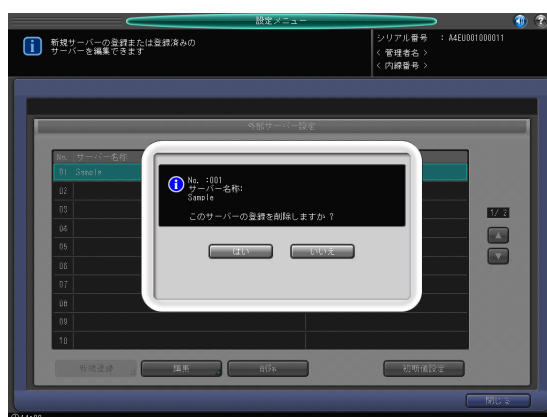 設定メニュー
新規サーバーの登録または登録済みの
サーバーを編集できます
シリアル番号 : A4EU001000011
< 管理者名 >
< 内線番号 >
外部サーバー設定
No. サーバー名称
01 Sample
02
03
04
05
06
07
08
09
10
No. :001
サーバー名称:
Sample
このサーバーの登録を削除しますか ?
はい いいえ
1/ 2
新規登録 編集 削除 初期値設定
閉じる